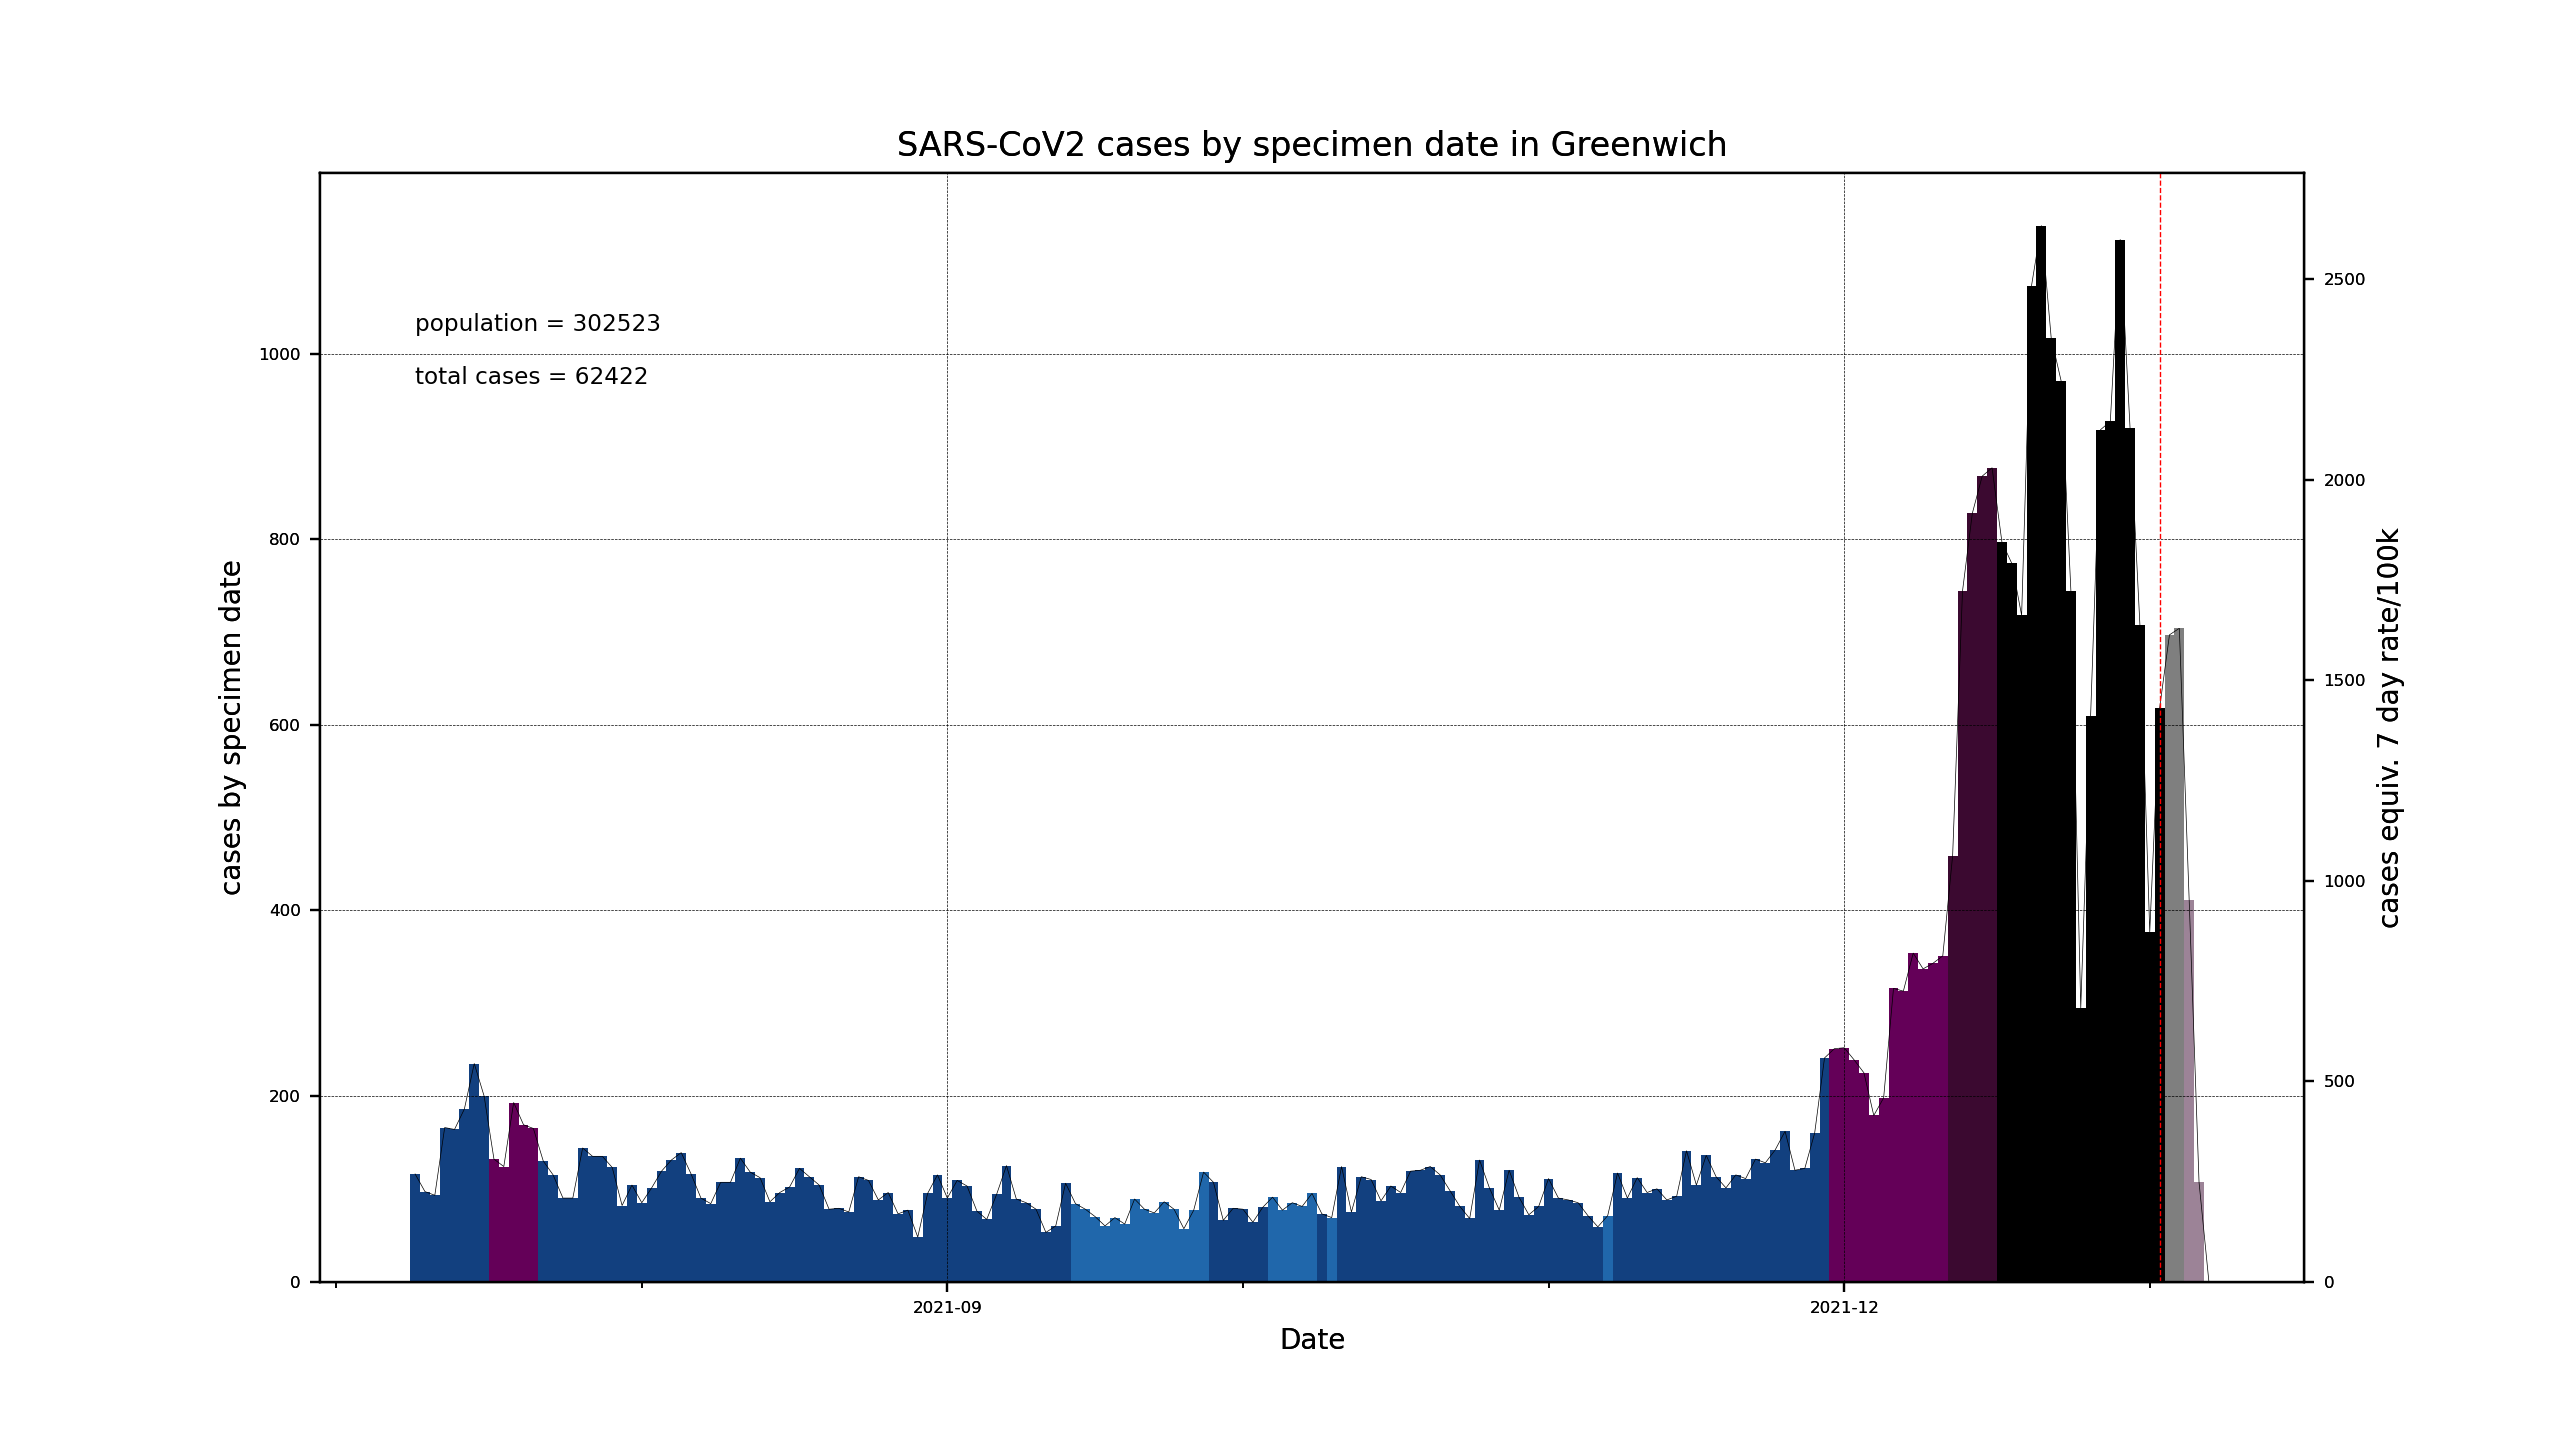 SARS-CoV2 cases by specimen date in Greenwich
population = 302523
total cases = 62422
cases by specimen date
1000
800
600
400
200
0
2500
2000
1500
1000
500
0
cases equiv. 7 day rate/100k
2021-09
2021-12
Date